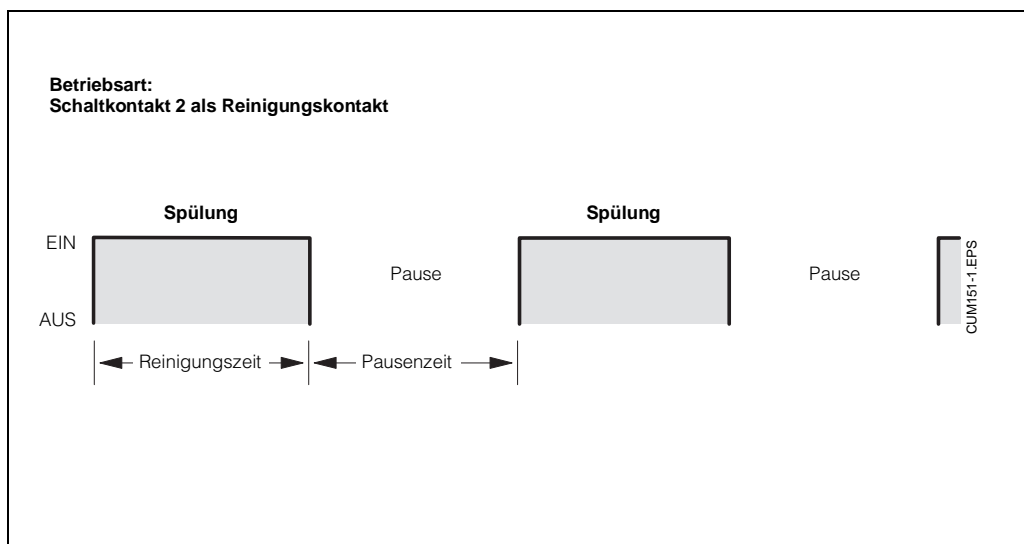 Betriebsart:
Schaltkontakt 2 als Reinigungskontakt
Spülung
Spülung
EIN
Pause
Pause
AUS
CUM151-1.EPS
Reinigungszeit
Pausenzeit